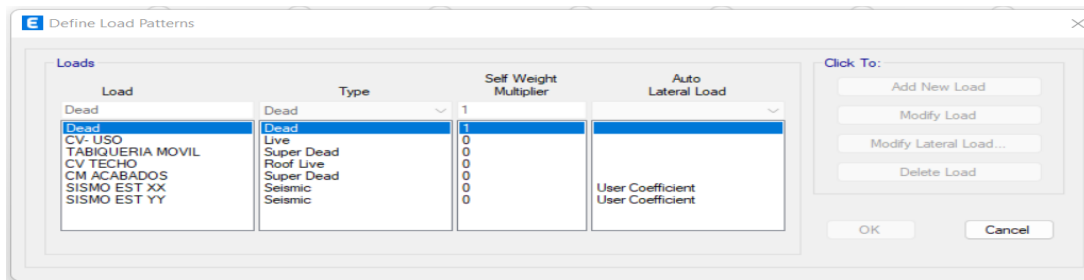 E Define Load Patterns
Loads
Click To:
Load Type Self Weight Multiplier Auto Lateral Load
Dead Dead 1
Dead Dead 1
CV- USO Live 0
TABIQUERIA MOVIL Super Dead 0
CV TECHO Roof Live 0
CM ACABADOS Super Dead 0
SISMO EST XX Seismic 0 User Coefficient
SISMO EST YY Seismic 0 User Coefficient
Add New Load
Modify Load
Modify Lateral Load...
Delete Load
OK Cancel